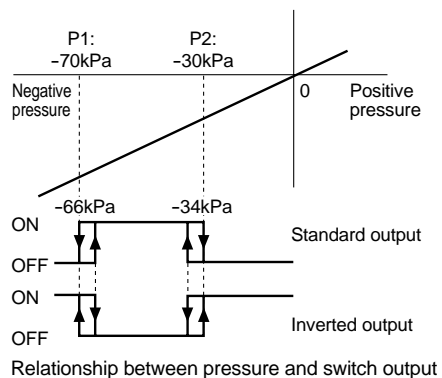 P1:
−70kPa
P2:
−30kPa
0
Negative
pressure
Positive
pressure
−66kPa
−34kPa
ON
OFF
Standard output
ON
OFF
Inverted output
Relationship between pressure and switch output